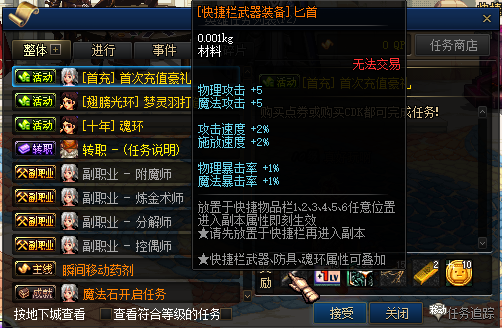 整体 进行 事件
任务商店
活动 [首充] 首次充值豪礼
活动 [翅膀光环] 梦灵羽打
活动 [十年] 魂环
转职 转职 - (任务说明)
副职业 副职业 - 附魔师
副职业 副职业 - 炼金术师
副职业 副职业 - 分解师
副职业 副职业 - 控偶师
主线 瞬间移动药剂
成就 魔法石开启任务
按地下城查看 查看符合等级的任务
[快捷栏武器装备] 匕首
0.001kg
材料
无法交易
物理攻击 +5
魔法攻击 +5
攻击速度 +2%
施放速度 +2%
物理暴击率 +1%
魔法暴击率 +1%
放置于快捷物品栏1,2,3,4,5,6任意位置
进入副本属性即刻生效
★请先放置于快捷栏再进入副本
★快捷栏武器·防具·魂环属性可叠加
励
+1LV
2
10
接受 关闭 任务追踪